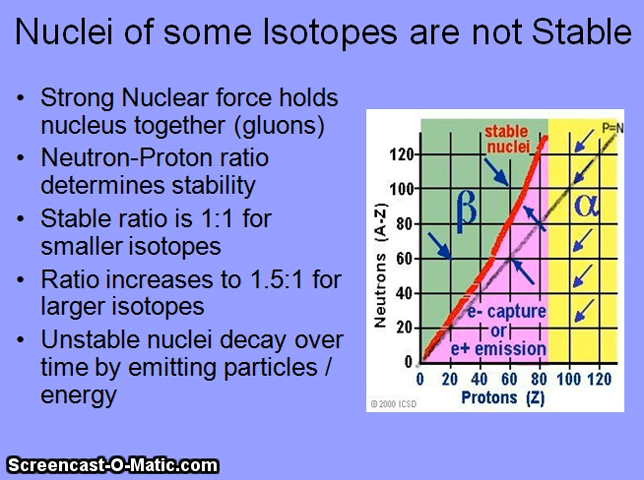 Nuclei of some Isotopes are not Stable
• Strong Nuclear force holds
nucleus together (gluons)
• Neutron-Proton ratio
determines stability
• Stable ratio is 1:1 for
smaller isotopes
• Ratio increases to 1.5:1 for
larger isotopes
• Unstable nuclei decay over
time by emitting particles /
energy
stable
nuclei
P=N
β
α
e- capture
or
e+ emission
Neutrons (A-Z)
120
100
80
60
40
20
0
0 20 40 60 80 100 120
Protons (Z)
© 2000 ICSD
Screencast-O-Matic.com